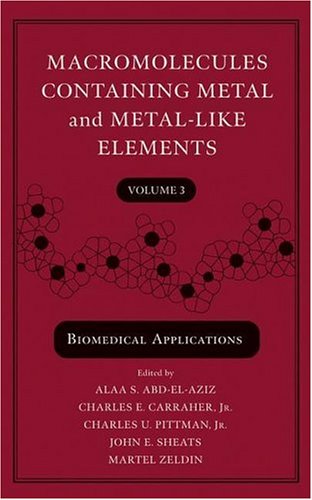 MACROMOLECULES
CONTAINING METAL
and METAL-LIKE
ELEMENTS
VOLUME 3
BIOMEDICAL APPLICATIONS
Edited by
ALAA S. ABD-EL-AZIZ
CHARLES E. CARRAHER, JR.
CHARLES U. PITTMAN, JR.
JOHN E. SHEATS
MARTEL ZELDIN